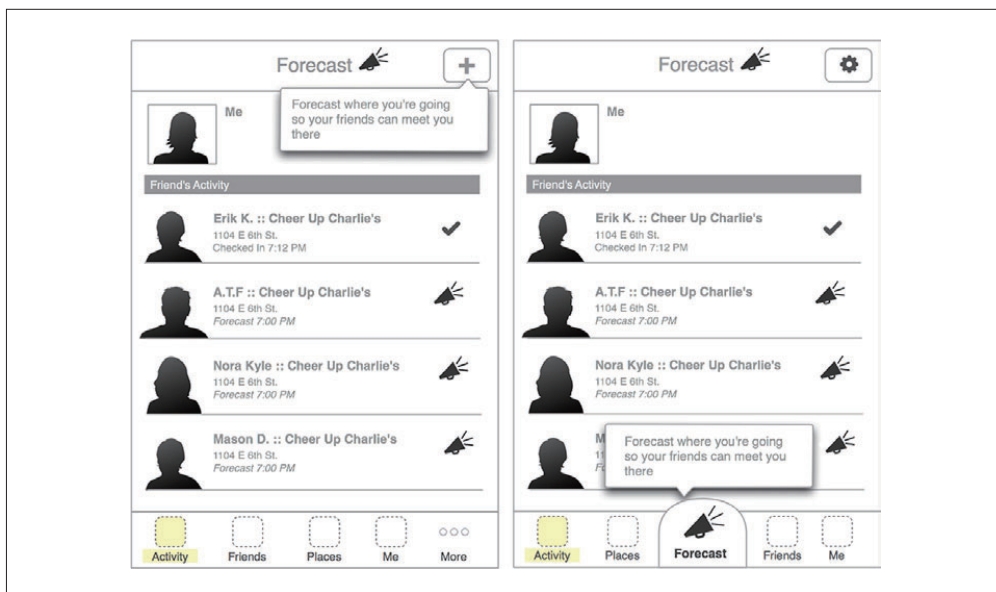 Forecast
+
Forecast where you're going
so your friends can meet you
there
Me
Friend's Activity
Erik K. :: Cheer Up Charlie's
1104 E 6th St.
Checked In 7:12 PM
A.T.F :: Cheer Up Charlie's
1104 E 6th St.
Forecast 7:00 PM
Nora Kyle :: Cheer Up Charlie's
1104 E 6th St.
Forecast 7:00 PM
Mason D. :: Cheer Up Charlie's
1104 E 6th St.
Forecast 7:00 PM
Activity Friends Places Me More
Forecast
Me
Friend's Activity
Erik K. :: Cheer Up Charlie's
1104 E 6th St.
Checked In 7:12 PM
A.T.F :: Cheer Up Charlie's
1104 E 6th St.
Forecast 7:00 PM
Nora Kyle :: Cheer Up Charlie's
1104 E 6th St.
Forecast 7:00 PM
Forecast where you're going
so your friends can meet you
there
Activity Places Forecast Friends Me